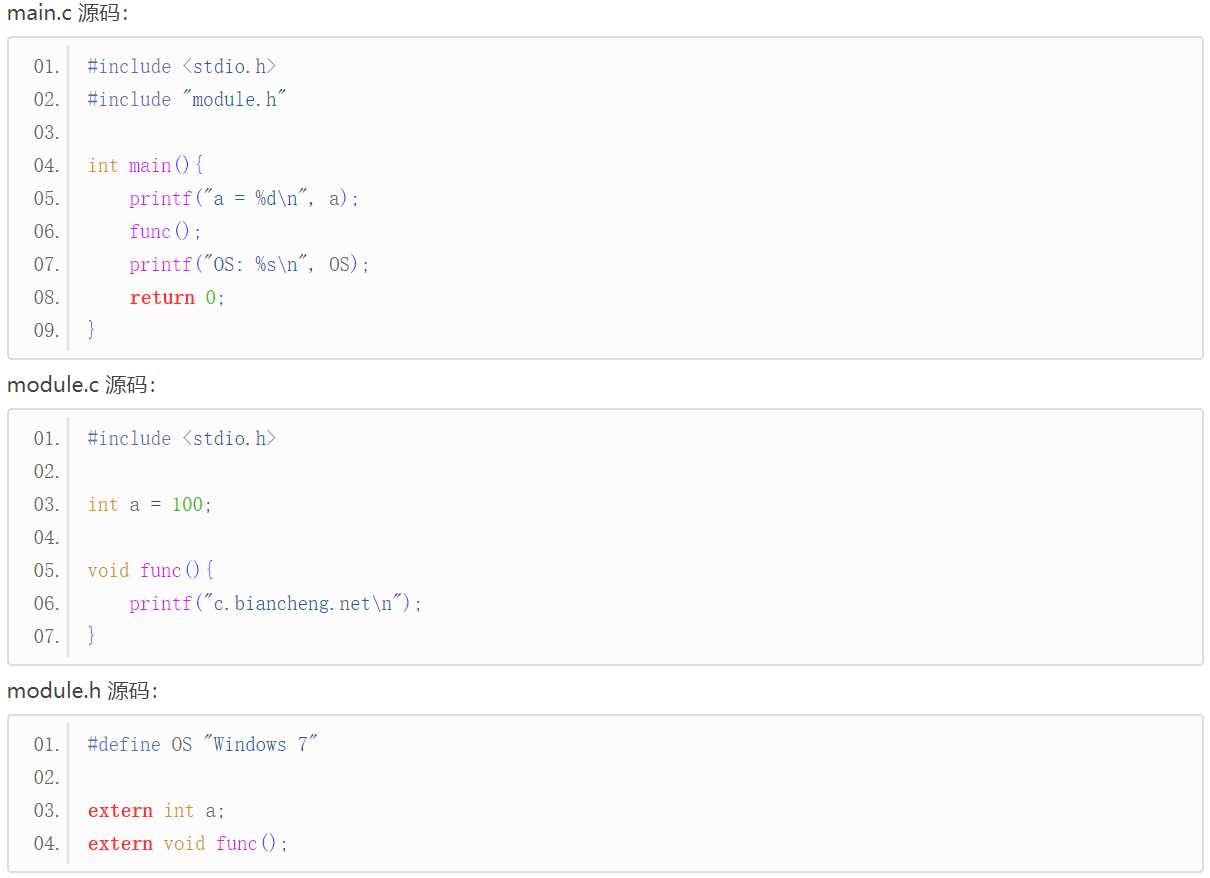 main.c 源码：
01. #include <stdio.h>
02. #include "module.h"
03.
04. int main(){
05.     printf("a = %d\n", a);
06.     func();
07.     printf("OS: %s\n", OS);
08.     return 0;
09. }
module.c 源码：
01. #include <stdio.h>
02.
03. int a = 100;
04.
05. void func(){
06.     printf("c.biancheng.net\n");
07. }
module.h 源码：
01. #define OS "Windows 7"
02.
03. extern int a;
04. extern void func();